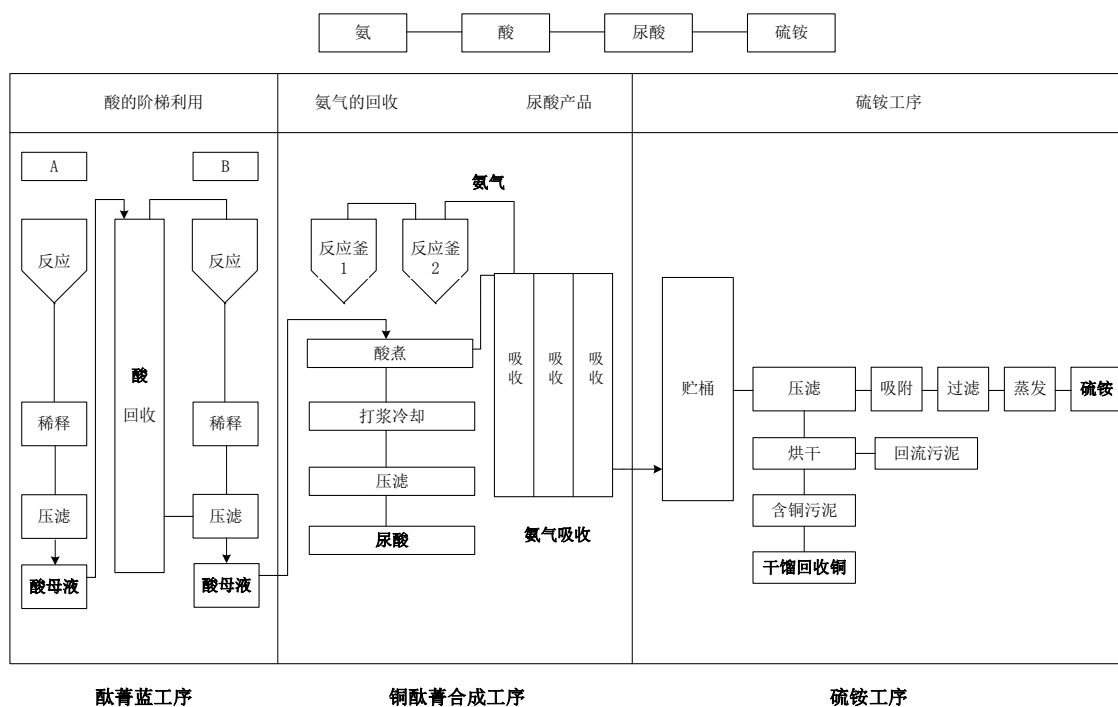 氨
酸
尿酸
硫铵
酸的阶梯利用
氨气的回收
尿酸产品
硫铵工序
A
B
氨气
反应
反应
反应釜
1
反应釜
2
酸煮
酸
回收
吸
收
吸
收
吸
收
贮桶
压滤
吸附
过滤
蒸发
硫铵
稀释
稀释
打浆冷却
烘干
回流污泥
压滤
压滤
压滤
含铜污泥
尿酸
氨气吸收
干馏回收铜
酸母液
酸母液
酞菁蓝工序
铜酞菁合成工序
硫铵工序